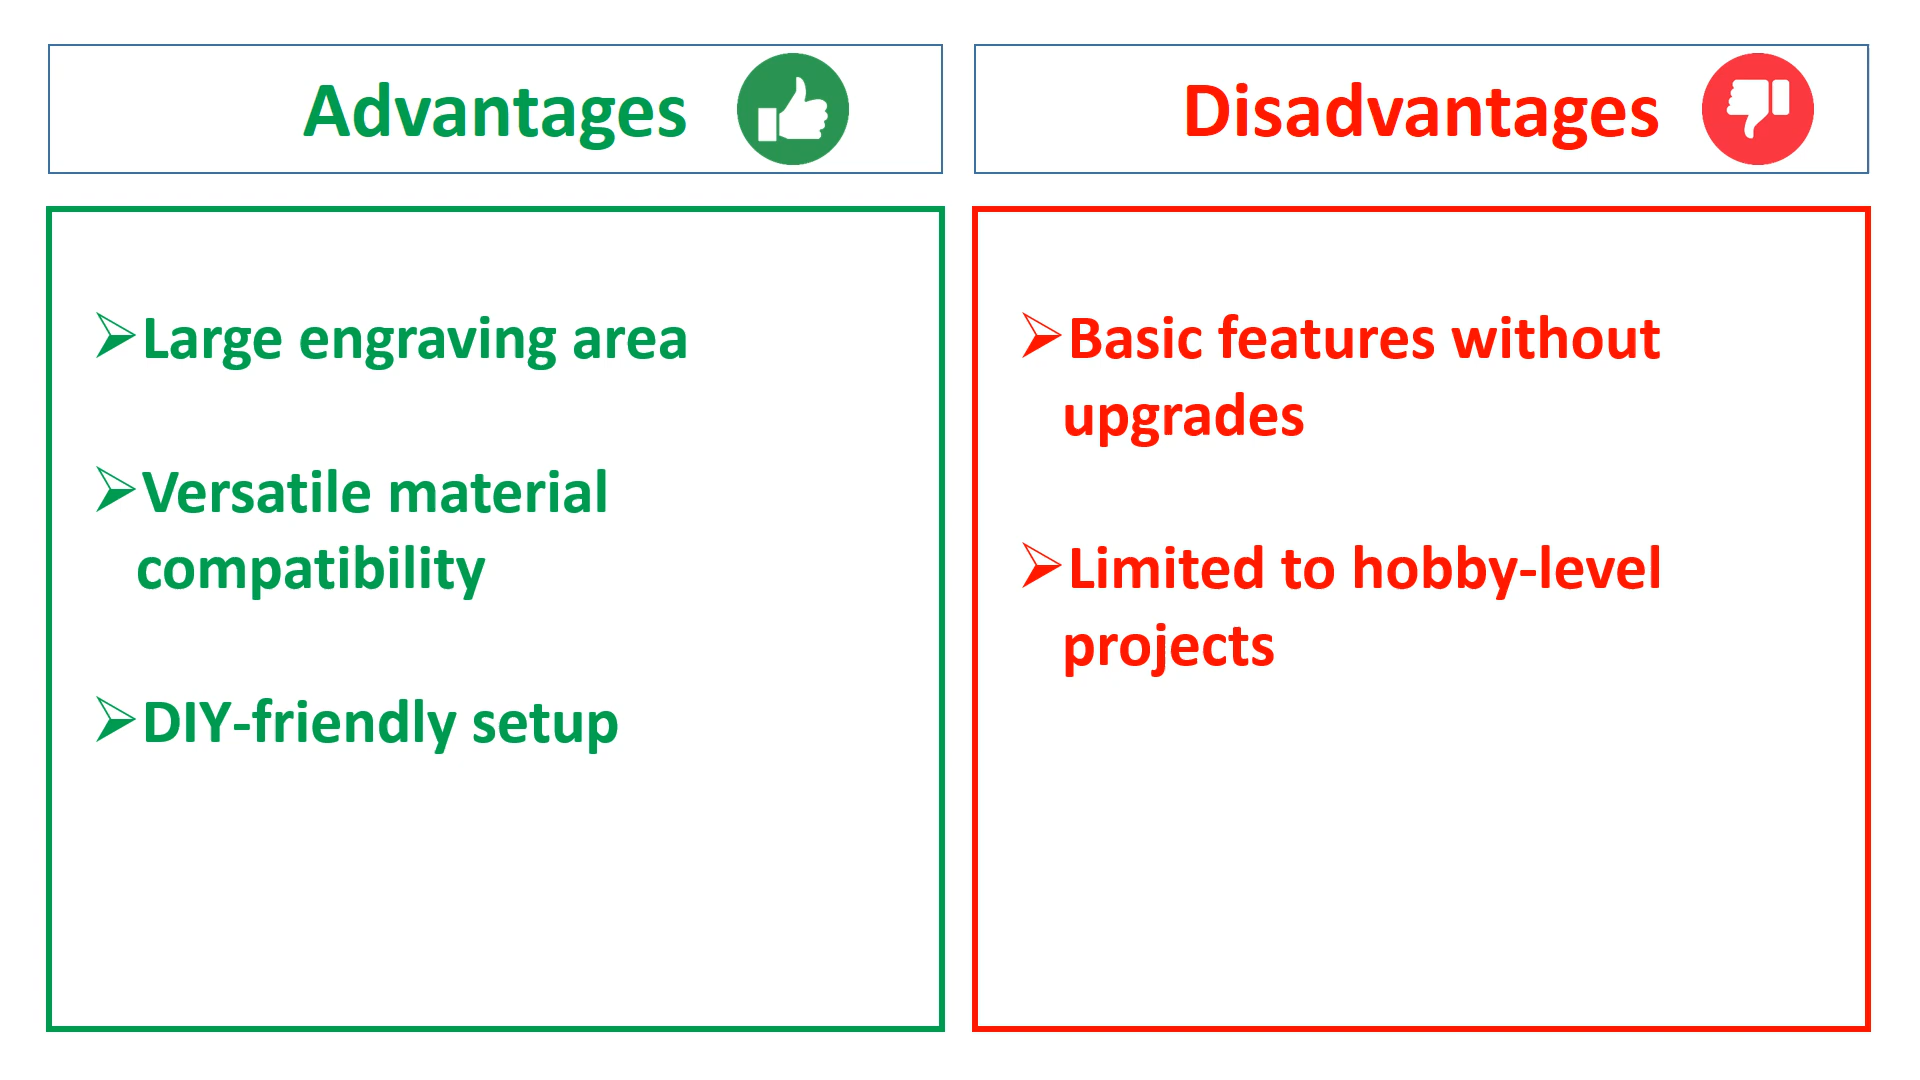 Advantages
Disadvantages
➢Large engraving area
➢Versatile material
compatibility
➢DIY-friendly setup
➢Basic features without
upgrades
➢Limited to hobby-level
projects